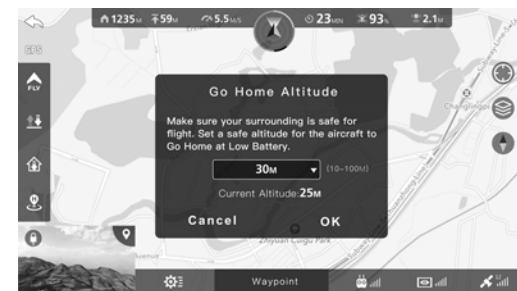 1235M 59M 5.5M/S 23MIN 93% 2.1M
GPS
FLY
Go Home Altitude
Make sure your surrounding is safe for
flight. Set a safe altitude for the aircraft to
Go Home at Low Battery.
30M (10~100M)
Current Altitude:25M
Cancel OK
Zhiyuan Cuigu Park
Waypoint